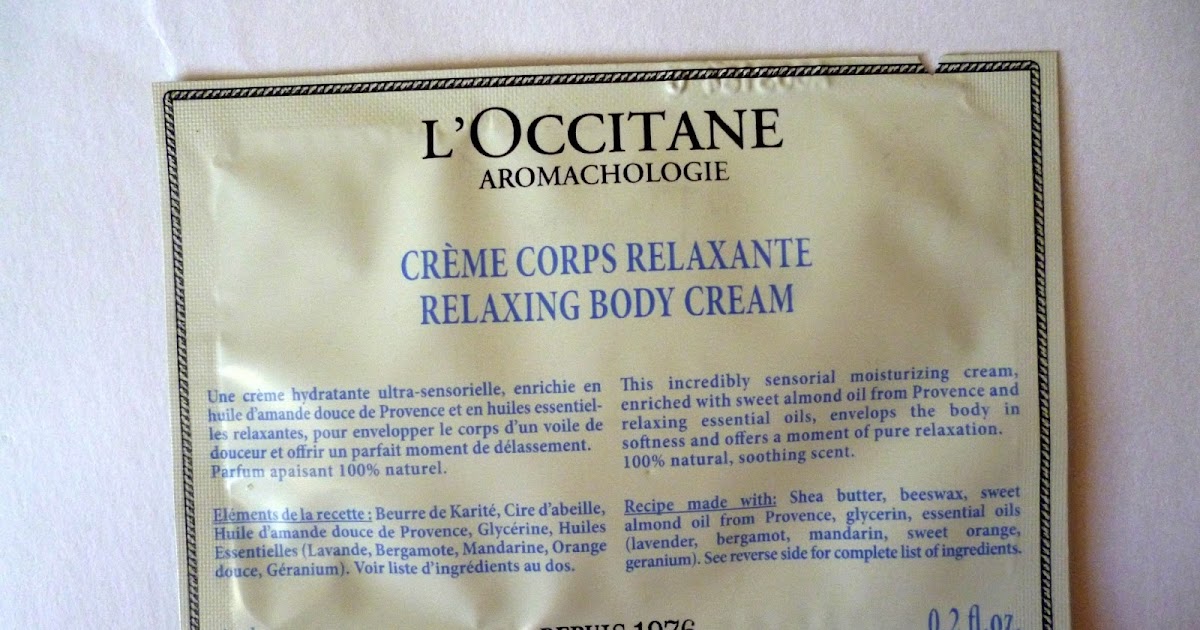 L'OCCITANE
AROMACHOLOGIE
CRÈME CORPS RELAXANTE
RELAXING BODY CREAM
Une crème hydratante ultra-sensorielle, enrichie en
huile d'amande douce de Provence et en huiles essentiel-
les relaxantes, pour envelopper le corps d'un voile de
douceur et offrir un parfait moment de délassement.
Parfum apaisant 100% naturel.
Eléments de la recette : Beurre de Karité, Cire d'abeille,
Huile d'amande douce de Provence, Glycérine, Huiles
Essentielles (Lavande, Bergamote, Mandarine, Orange
douce, Géranium). Voir liste d'ingrédients au dos.
This incredibly sensorial moisturizing cream,
enriched with sweet almond oil from Provence and
relaxing essential oils, envelops the body in
softness and offers a moment of pure relaxation.
100% natural, soothing scent.
Recipe made with: Shea butter, beeswax, sweet
almond oil from Provence, glycerin, essential oils
(lavender, bergamot, mandarin, sweet orange,
geranium). See reverse side for complete list of ingredients.
DEPUIS 1976
0.2 fl.oz